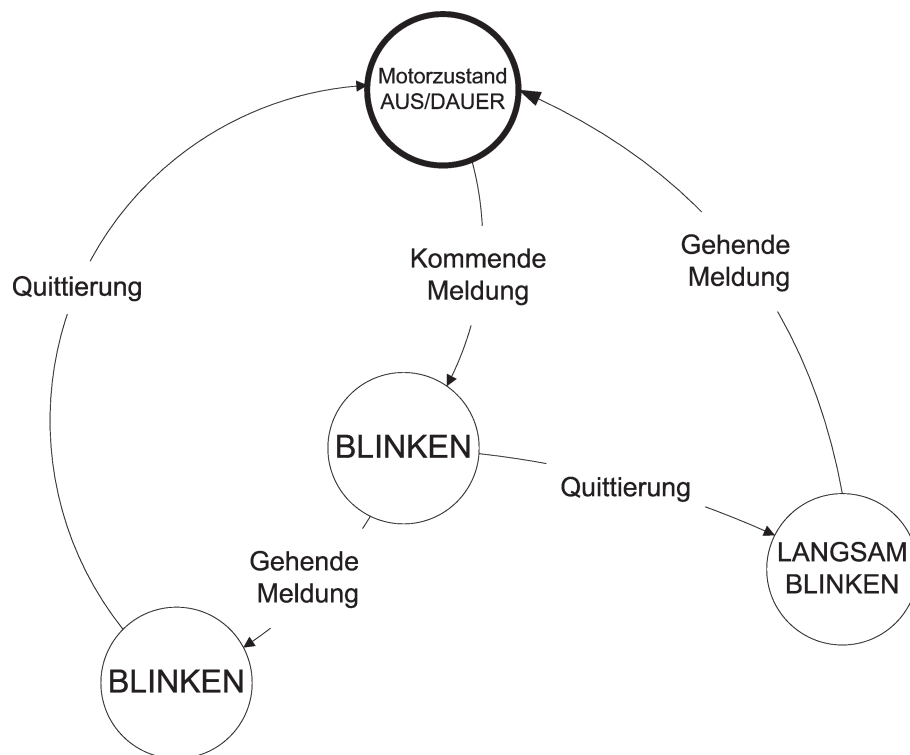 Motorzustand
AUS/DAUER
Kommende
Meldung
Gehende
Meldung
Quittierung
BLINKEN
Quittierung
LANGSAM
BLINKEN
Gehende
Meldung
BLINKEN